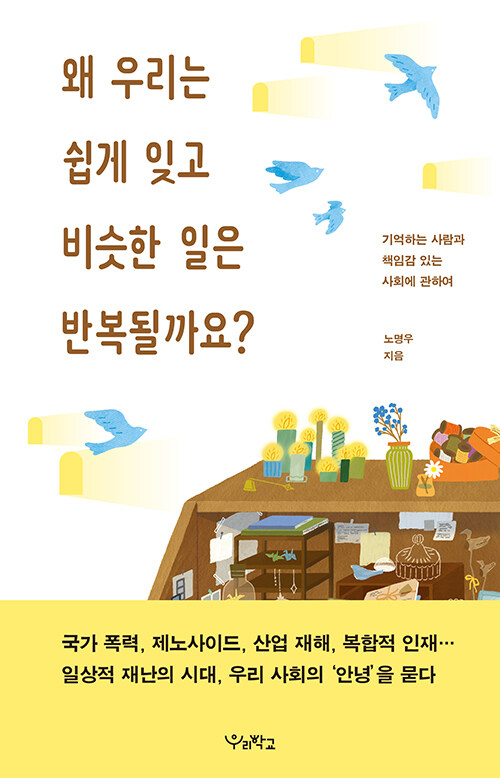 왜 우리는
쉽게 잊고
비슷한 일은
반복될까요?
기억하는 사람과
책임감 있는
사회에 관하여
노명우
지음
국가 폭력, 제노사이드, 산업 재해, 복합적 인재…
일상적 재난의 시대, 우리 사회의 ‘안녕’을 묻다
우리학교